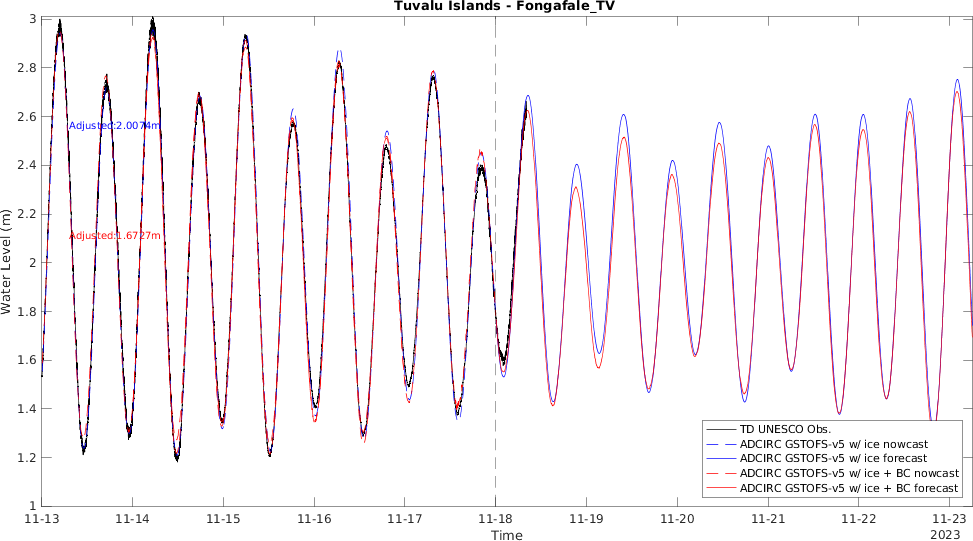 Tuvalu Islands - Fongafale_TV
3
2.8
2.6
2.4
2.2
2
1.8
1.6
1.4
1.2
1
Water Level (m)
Adjusted:2.0074m
Adjusted:1.6727m
TD UNESCO Obs.
ADCIRC GSTOFS-v5 w/ ice nowcast
ADCIRC GSTOFS-v5 w/ ice forecast
ADCIRC GSTOFS-v5 w/ ice + BC nowcast
ADCIRC GSTOFS-v5 w/ ice + BC forecast
11-13 11-14 11-15 11-16 11-17 11-18 11-19 11-20 11-21 11-22 11-23
2023
Time